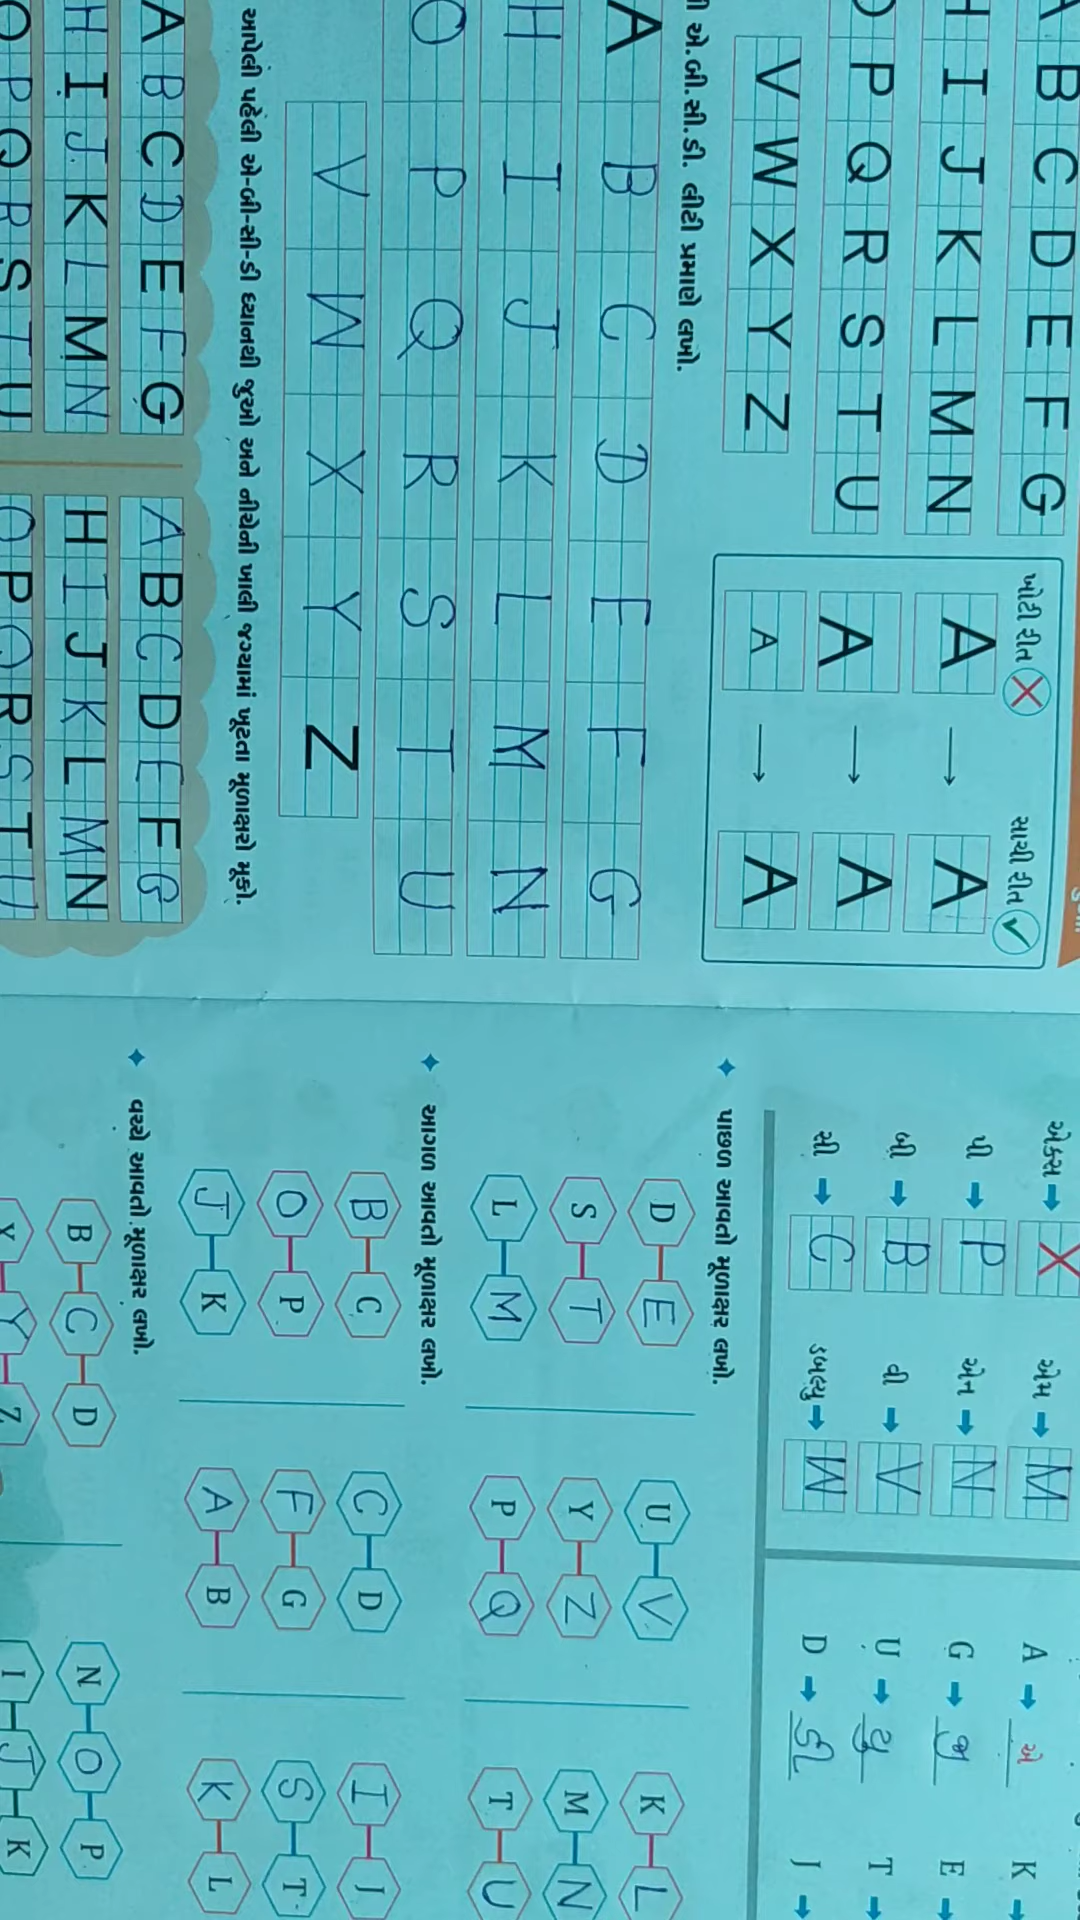 A B C D E F G
H I J K L M N
O P Q R S T U
V W X Y Z
ખોટી રીત
સાચી રીત
A → A
A → A
A → A
એ.બી.સી.ડી. લીટી પ્રમાણે લખો.
A B C D E F G
H I J K L M N
O P Q R S T U
V W X Y Z
આપેલી પહેલી એ-બી-સી-ડી ધ્યાનથી જુઓ અને નીચેની ખાલી જગ્યામાં ખૂટતા મૂળાક્ષરો મૂકો.
A B C D E F G
H I J K L M N
O P Q R S T U
A B C D E F G
H I J K L M N
O P Q R S T U
એક્સ → X એમ → M A → એ K →
પી → P એન → N G → જી E →
બી → B વી → V U → યુ T →
સી → C ડબલ્યુ → W D → ડી J →
પાછળ આવતો મૂળાક્ષર લખો.
D E U V K L
S T Y Z M N
L M P Q T U
આગળ આવતો મૂળાક્ષર લખો.
B C C D I J
O P F G S T
J K A B K L
વચ્ચે આવતો મૂળાક્ષર લખો.
B C D N O P
X Y Z I J K